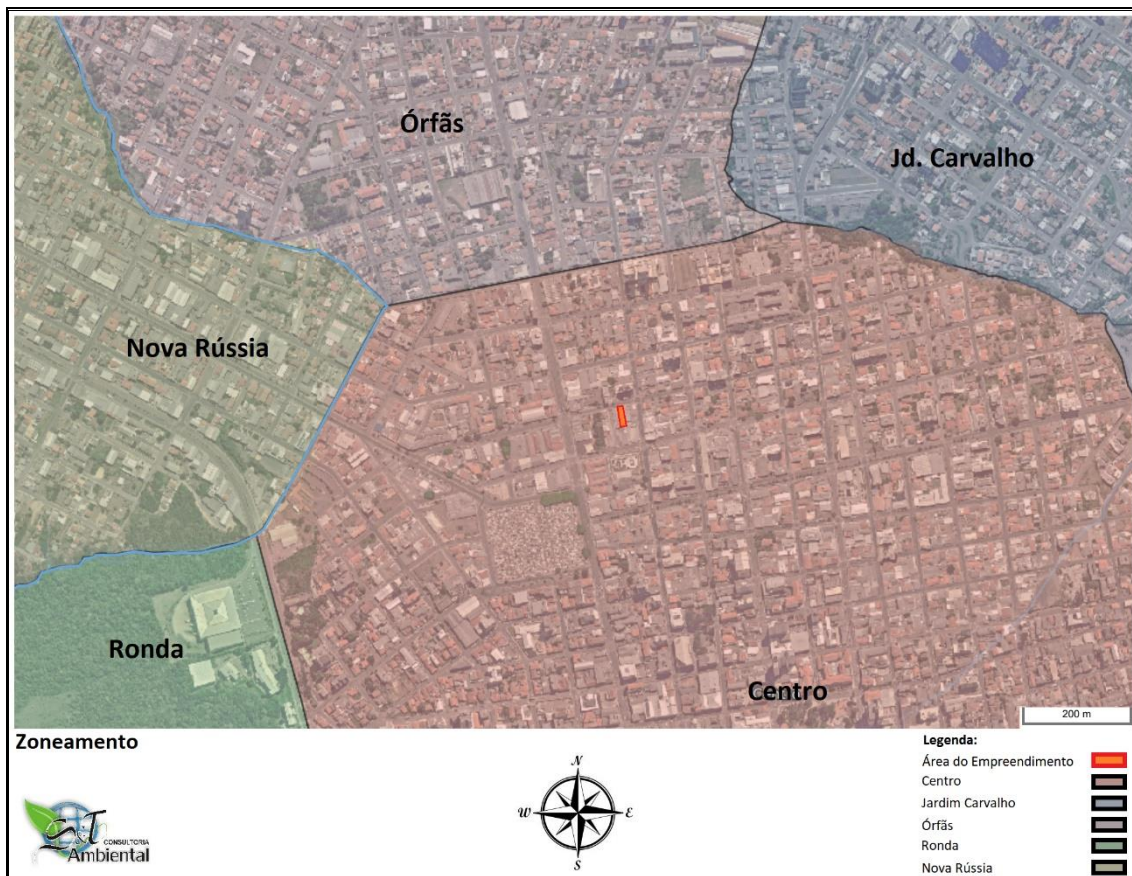 Órfãs
Jd. Carvalho
Nova Rússia
Ronda
Centro
200 m
Zoneamento
Legenda:
Área do Empreendimento
Centro
Jardim Carvalho
Órfãs
Ronda
Nova Rússia
N
W
E
S
S&T
CONSULTORIA
Ambiental